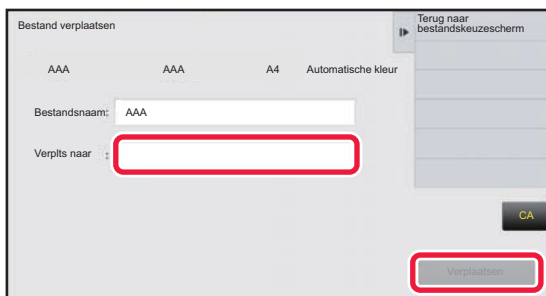 Bestand verplaatsen
Terug naar
bestandskeuzescherm
AAA AAA A4 Automatische kleur
Bestandsnaam: AAA
Verplts naar :
CA
Verplaatsen